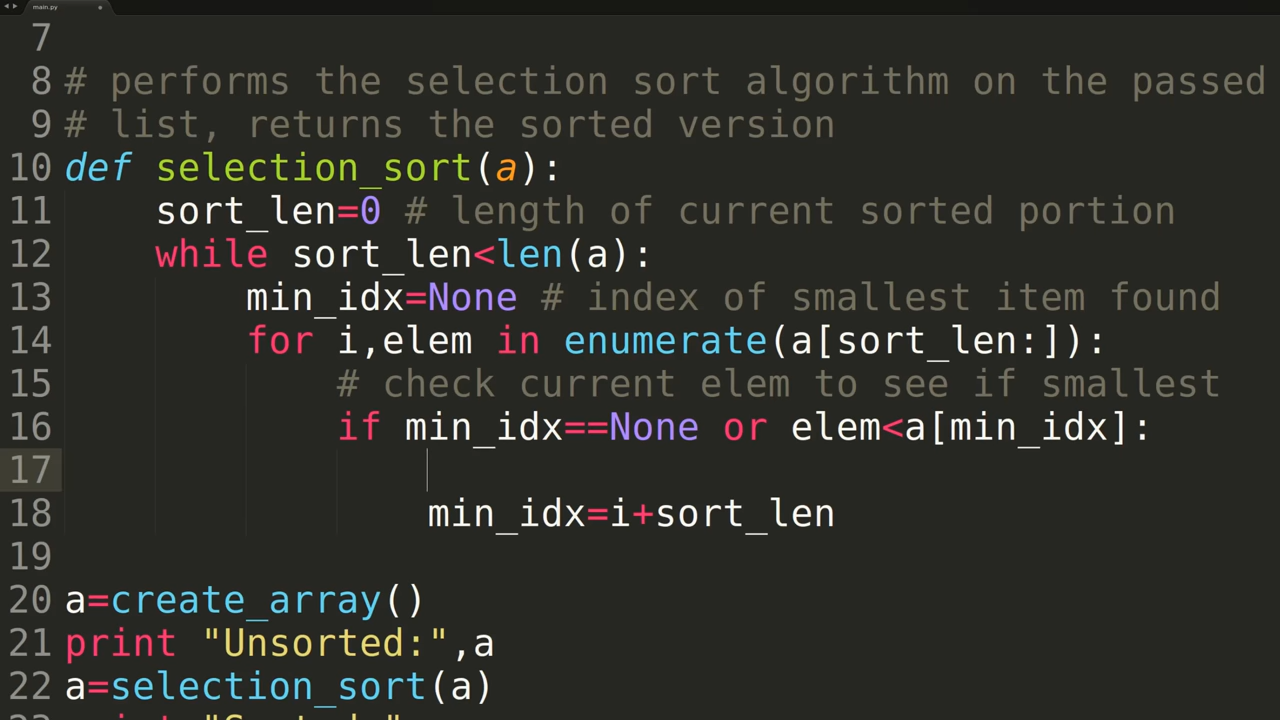 main.py
7
8 # performs the selection sort algorithm on the passed
9 # list, returns the sorted version
10 def selection_sort(a):
11     sort_len=0 # length of current sorted portion
12     while sort_len<len(a):
13         min_idx=None # index of smallest item found
14         for i,elem in enumerate(a[sort_len:]):
15             # check current elem to see if smallest
16             if min_idx==None or elem<a[min_idx]:
17
18                 min_idx=i+sort_len
19
20 a=create_array()
21 print "Unsorted:",a
22 a=selection_sort(a)